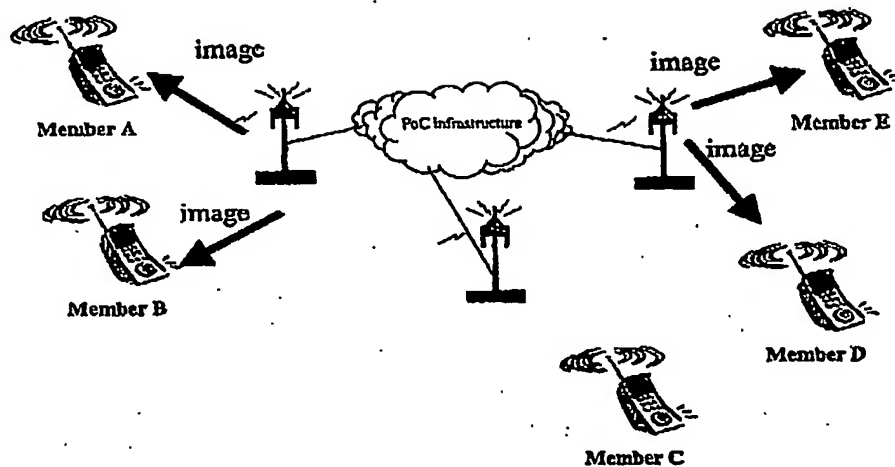 image
image
Member A
PoC Infrastructure
Member E
image
image
Member B
Member D
Member C